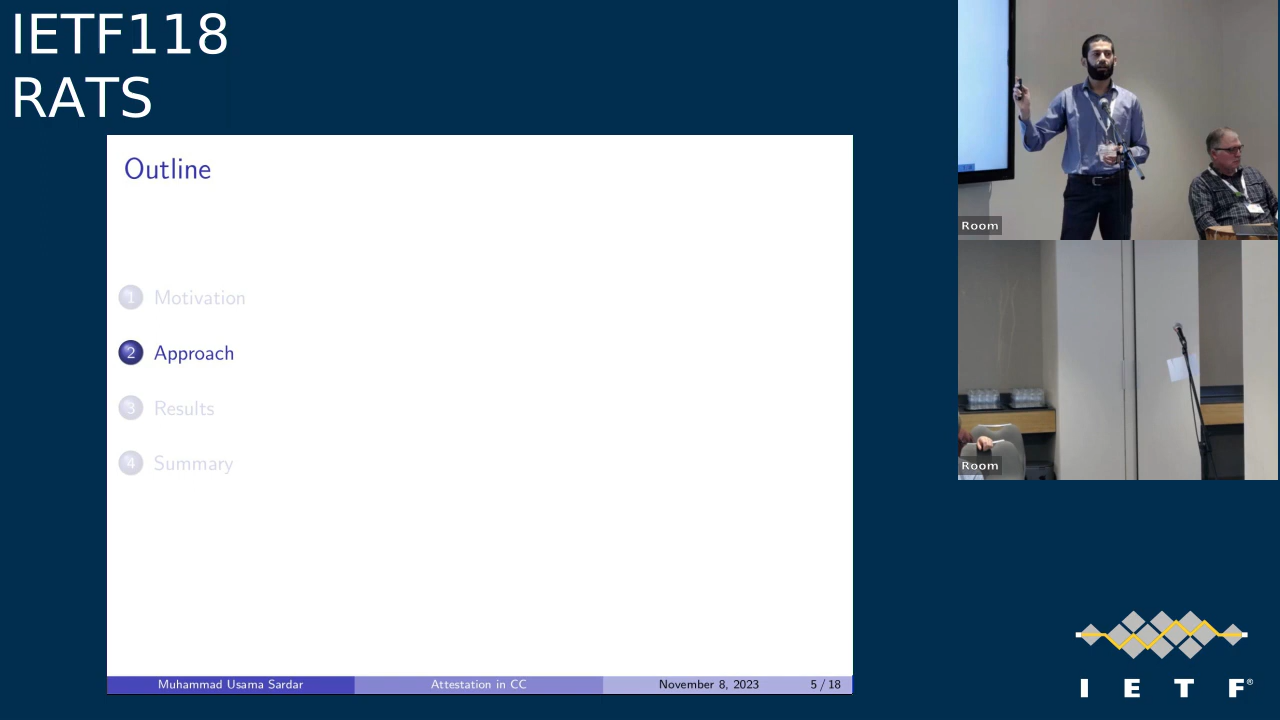 IETF118
RATS
Outline
1 Motivation
2 Approach
3 Results
4 Summary
Muhammad Usama Sardar Attestation in CC November 8, 2023 5 / 18
Room
Room
I E T F®